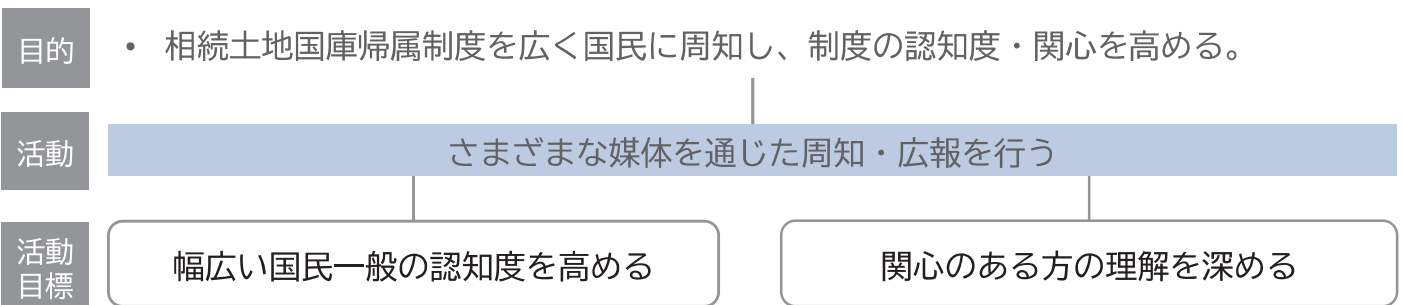 目的
• 相続土地国庫帰属制度を広く国民に周知し、制度の認知度・関心を高める。
活動
さまざまな媒体を通じた周知・広報を行う
活動
目標
幅広い国民一般の認知度を高める
関心のある方の理解を深める